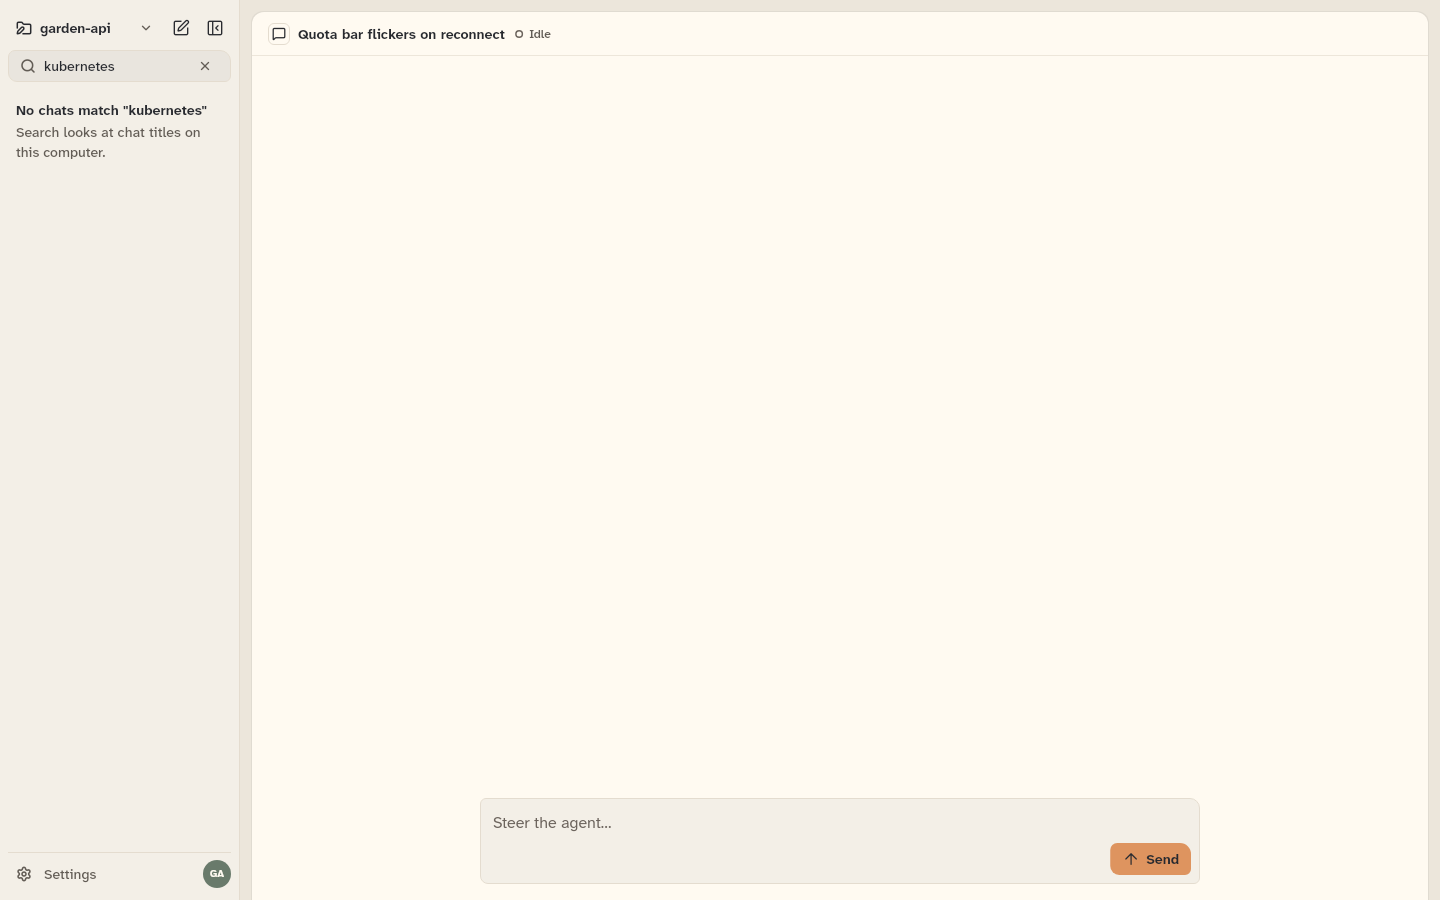 garden-api
kubernetes
No chats match "kubernetes"
Search looks at chat titles on
this computer.
Settings
GA
Quota bar flickers on reconnect
Idle
Steer the agent...
Send